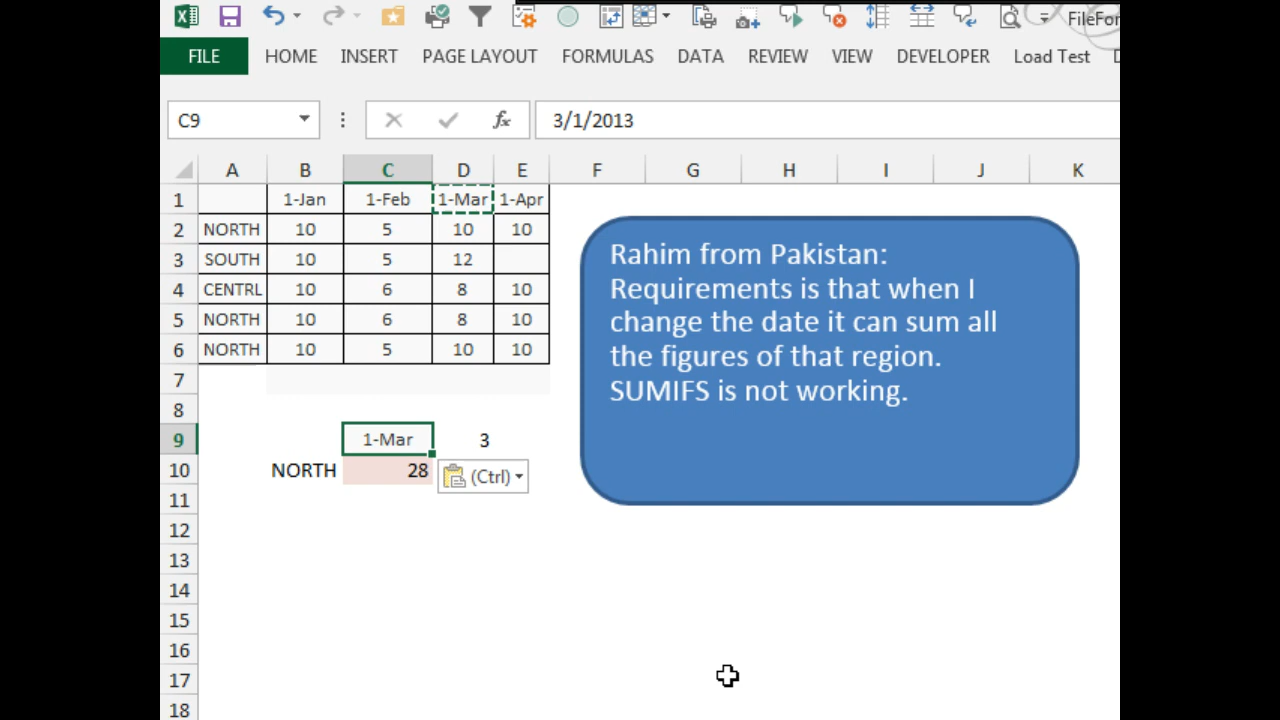 FileFor
FILE HOME INSERT PAGE LAYOUT FORMULAS DATA REVIEW VIEW DEVELOPER Load Test
C9 fx 3/1/2013
A B C D E F G H I J K
1 1-Jan 1-Feb 1-Mar 1-Apr
2 NORTH 10 5 10 10
3 SOUTH 10 5 12
4 CENTRL 10 6 8 10
5 NORTH 10 6 8 10
6 NORTH 10 5 10 10
7
8
9 1-Mar 3
10 NORTH 28 (Ctrl)
11
12
13
14
15
16
17
18
Rahim from Pakistan:
Requirements is that when I
change the date it can sum all
the figures of that region.
SUMIFS is not working.